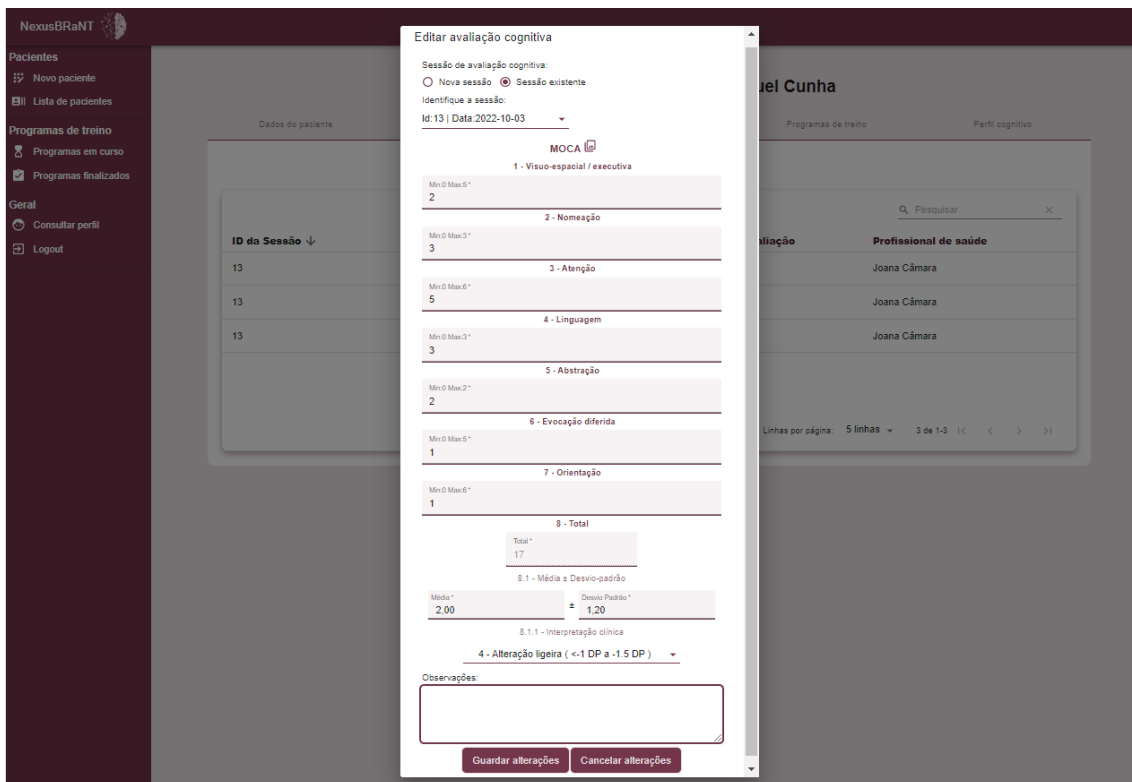 NexusBRaNT
Pacientes
Novo paciente
Lista de pacientes
Programas de treino
Programas em curso
Programas finalizados
Geral
Consultar perfil
Logout
uel Cunha
Dados do paciente
Programas de treino
Perfil cognitivo
Pesquisar
ID da Sessão
aliação
Profissional de saúde
13
Joana Câmara
13
Joana Câmara
13
Joana Câmara
Linhas por página: 5 linhas 3 de 1-3
Editar avaliação cognitiva
Sessão de avaliação cognitiva:
Nova sessão Sessão existente
Identifique a sessão:
Id:13 | Data:2022-10-03
MOCA
1 - Visuo-espacial / executiva
Min:0 Max:5 *
2
2 - Nomeação
Min:0 Max:3 *
3
3 - Atenção
Min:0 Max:6 *
5
4 - Linguagem
Min:0 Max:3 *
3
5 - Abstração
Min:0 Max:2 *
2
6 - Evocação diferida
Min:0 Max:5 *
1
7 - Orientação
Min:0 Max:6 *
1
8 - Total
Total *
17
8.1 - Média ± Desvio-padrão
Média * Desvio Padrão *
2,00 ± 1,20
8.1.1 - Interpretação clínica
4 - Alteração ligeira ( <-1 DP a -1.5 DP )
Observações:
Guardar alterações Cancelar alterações